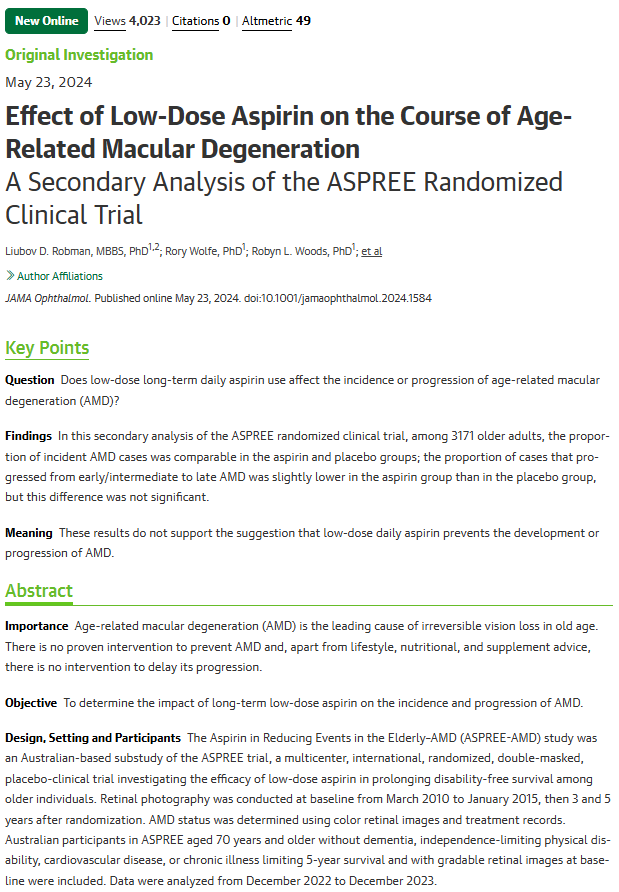 New Online Views 4,023 | Citations 0 | Altmetric 49
Original Investigation
May 23, 2024
Effect of Low-Dose Aspirin on the Course of Age-
Related Macular Degeneration
A Secondary Analysis of the ASPREE Randomized
Clinical Trial
Liubov D. Robman, MBBS, PhD1,2; Rory Wolfe, PhD1; Robyn L. Woods, PhD1; et al
Author Affiliations
JAMA Ophthalmol. Published online May 23, 2024. doi:10.1001/jamaophthalmol.2024.1584
Key Points
Question Does low-dose long-term daily aspirin use affect the incidence or progression of age-related macular
degeneration (AMD)?
Findings In this secondary analysis of the ASPREE randomized clinical trial, among 3171 older adults, the propor-
tion of incident AMD cases was comparable in the aspirin and placebo groups; the proportion of cases that pro-
gressed from early/intermediate to late AMD was slightly lower in the aspirin group than in the placebo group,
but this difference was not significant.
Meaning These results do not support the suggestion that low-dose daily aspirin prevents the development or
progression of AMD.
Abstract
Importance Age-related macular degeneration (AMD) is the leading cause of irreversible vision loss in old age.
There is no proven intervention to prevent AMD and, apart from lifestyle, nutritional, and supplement advice,
there is no intervention to delay its progression.
Objective To determine the impact of long-term low-dose aspirin on the incidence and progression of AMD.
Design, Setting and Participants The Aspirin in Reducing Events in the Elderly-AMD (ASPREE-AMD) study was
an Australian-based substudy of the ASPREE trial, a multicenter, international, randomized, double-masked,
placebo-clinical trial investigating the efficacy of low-dose aspirin in prolonging disability-free survival among
older individuals. Retinal photography was conducted at baseline from March 2010 to January 2015, then 3 and 5
years after randomization. AMD status was determined using color retinal images and treatment records.
Australian participants in ASPREE aged 70 years and older without dementia, independence-limiting physical dis-
ability, cardiovascular disease, or chronic illness limiting 5-year survival and with gradable retinal images at base-
line were included. Data were analyzed from December 2022 to December 2023.